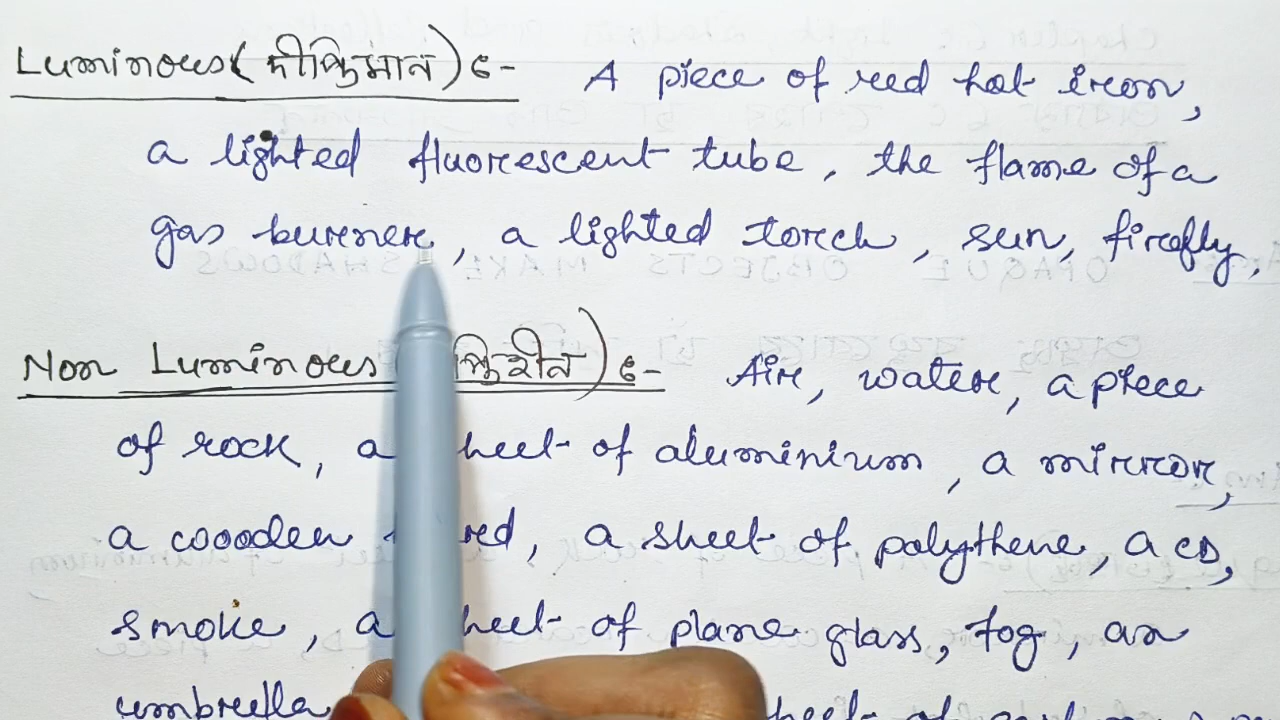 Luminous (দীপ্তিমান) ঃ- A piece of red hot iron,
a lighted fluorescent tube, the flame of a
gas burner, a lighted torch, sun, firefly,
Non Luminous ঃ- Air, water, a piece
of rock, a sheet of aluminium, a mirror,
a wooden , a sheet of polythene, a CD,
smoke, a sheet of plane glass, fog, an
umbrella